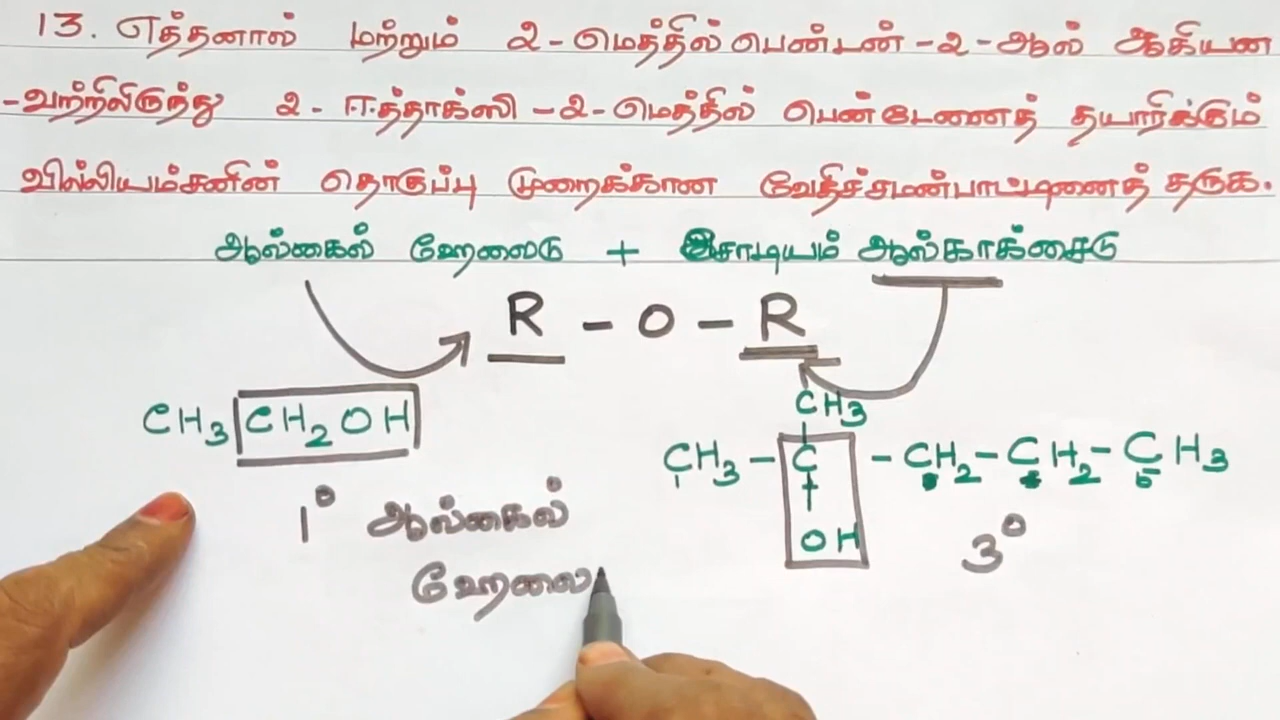 13. எத்தனால் மற்றும் 2-மெத்தில்பெண்டன்-2-ஆல் ஆகியன
-வற்றிலிருந்து 2-ஈத்தாக்ஸி-2-மெத்தில் பென்டேனைத் தயாரிக்கும்
வில்லியம்சனின் தொகுப்பு முறைக்கான வேதிச்சமன்பாட்டினைத் தருக.
ஆல்கைல் ஹேலைடு + சோடியம் ஆல்காக்சைடு
R - O - R
CH3
CH3 CH2OH CH3 - C - CH2 - CH2 - CH3
OH
1° ஆல்கைல் 3°
ஹேலை